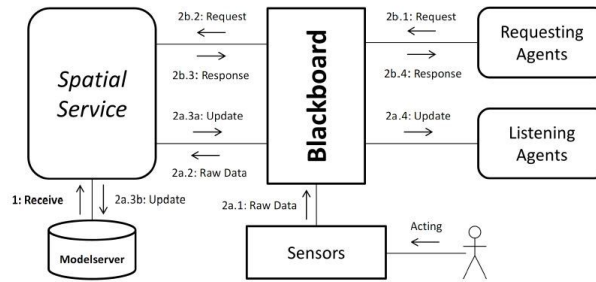 2b.2: Request
2b.1: Request
Spatial
Service
Blackboard
Requesting
Agents
2b.3: Response
2b.4: Response
2a.3a: Update
2a.4: Update
Listening
Agents
2a.2: Raw Data
1: Receive
2a.3b: Update
2a.1: Raw Data
Acting
Modelserver
Sensors